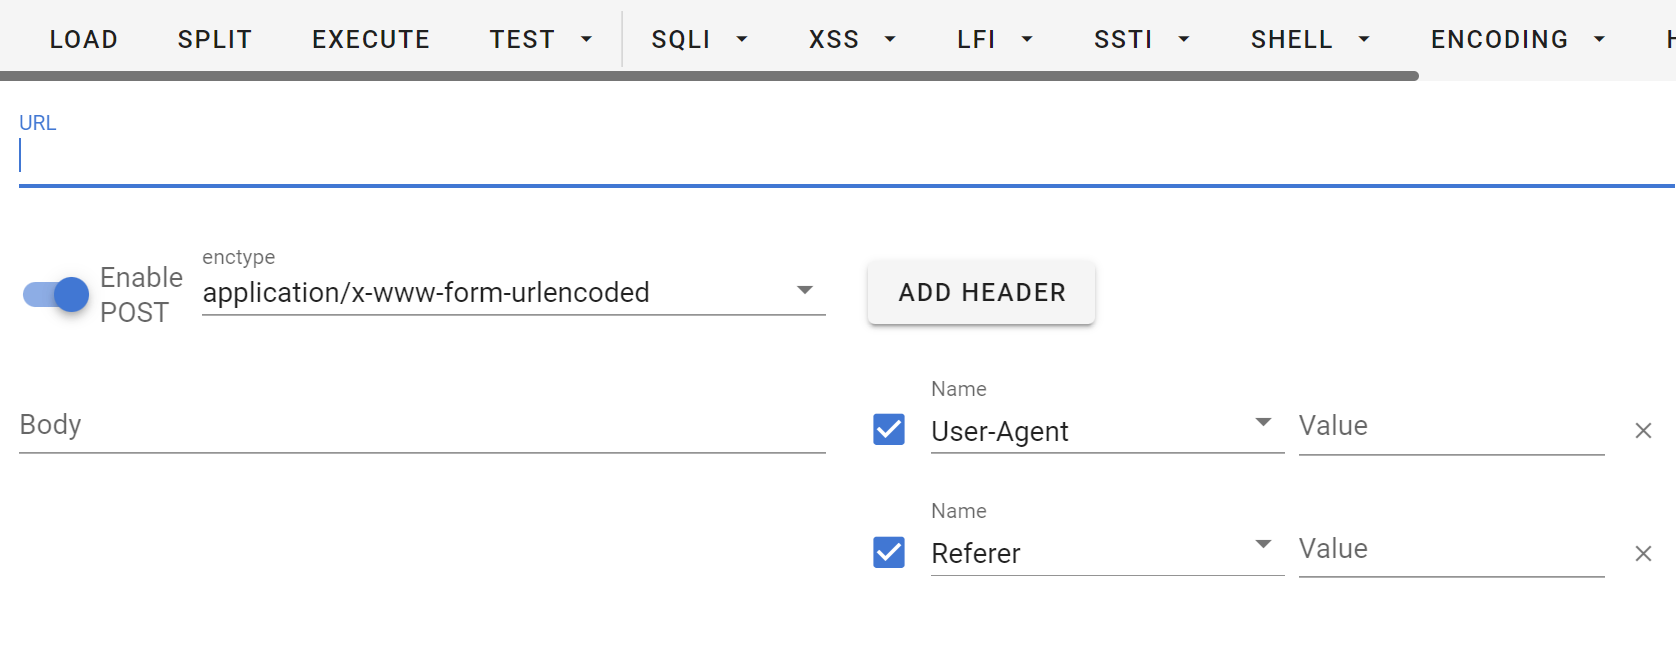 LOAD SPLIT EXECUTE TEST SQLI XSS LFI SSTI SHELL ENCODING
URL
Enable
POST
enctype
application/x-www-form-urlencoded
ADD HEADER
Body
Name
User-Agent
Value
Name
Referer
Value